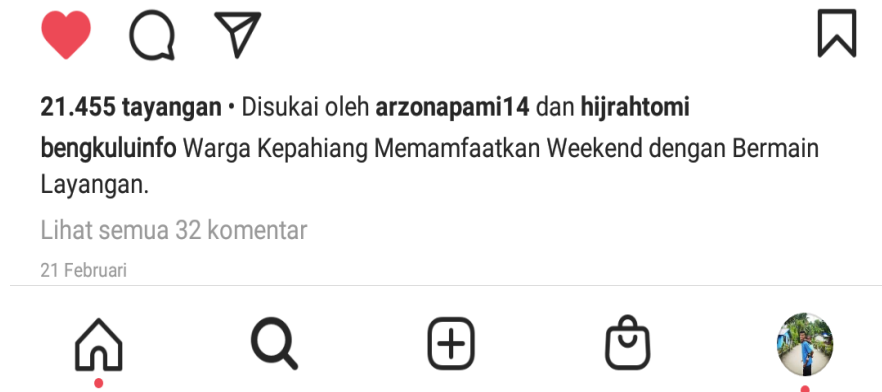 21.455 tayangan • Disukai oleh arzonapami14 dan hijrahtomi
bengkuluinfo Warga Kepahiang Memamfaatkan Weekend dengan Bermain
Layangan.
Lihat semua 32 komentar
21 Februari